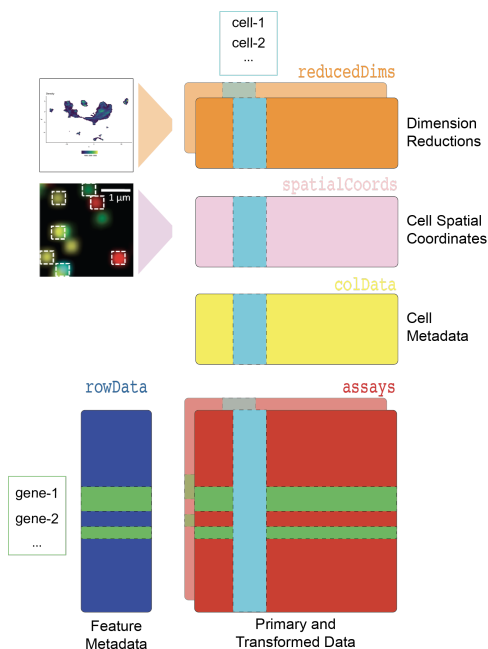 cell-1
cell-2
...
reducedDims
Dimension
Reductions
spatialCoords
1 µm
Cell Spatial
Coordinates
colData
Cell
Metadata
rowData
assays
gene-1
gene-2
...
Feature
Metadata
Primary and
Transformed Data